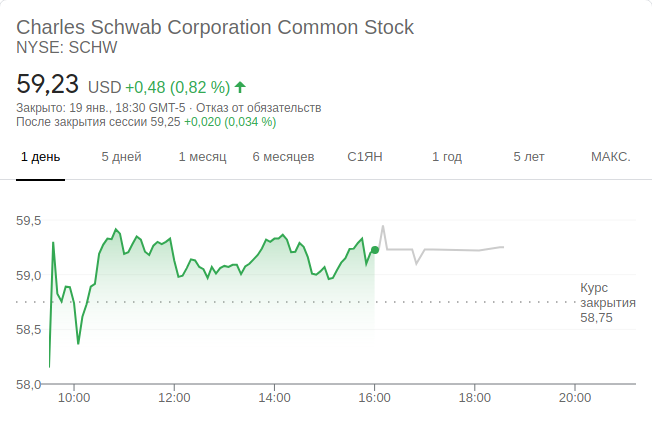 Charles Schwab Corporation Common Stock
NYSE: SCHW
59,23 USD +0,48 (0,82 %)
Закрыто: 19 янв., 18:30 GMT-5 · Отказ от обязательств
После закрытия сессии 59,25 +0,020 (0,034 %)
1 день 5 дней 1 месяц 6 месяцев С1ЯН 1 год 5 лет МАКС.
59,5
59,0
Курс
закрытия
58,75
58,5
58,0
10:00 12:00 14:00 16:00 18:00 20:00